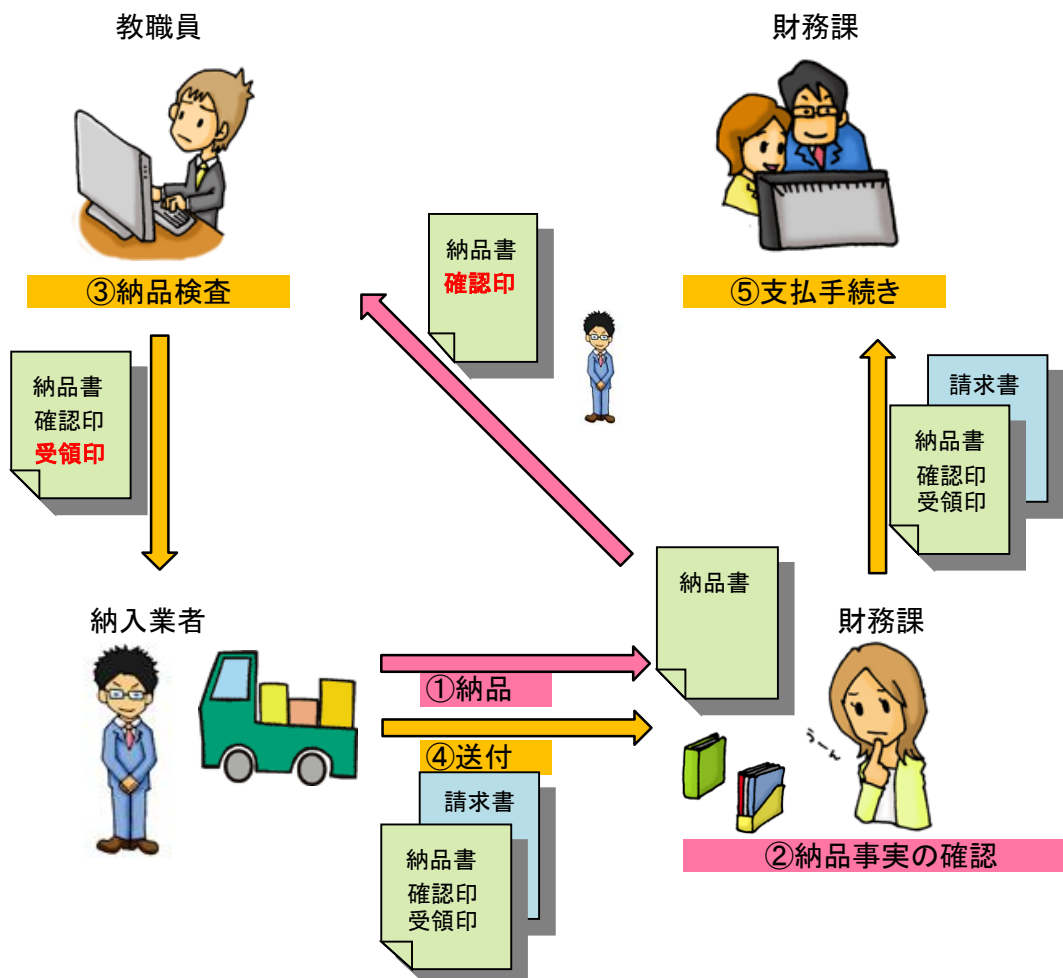 教職員
財務課
③納品検査
納品書
確認印
⑤支払手続き
納品書
確認印
受領印
請求書
納品書
確認印
受領印
納入業者
納品書
財務課
①納品
④送付
うーん
請求書
納品書
確認印
受領印
②納品事実の確認